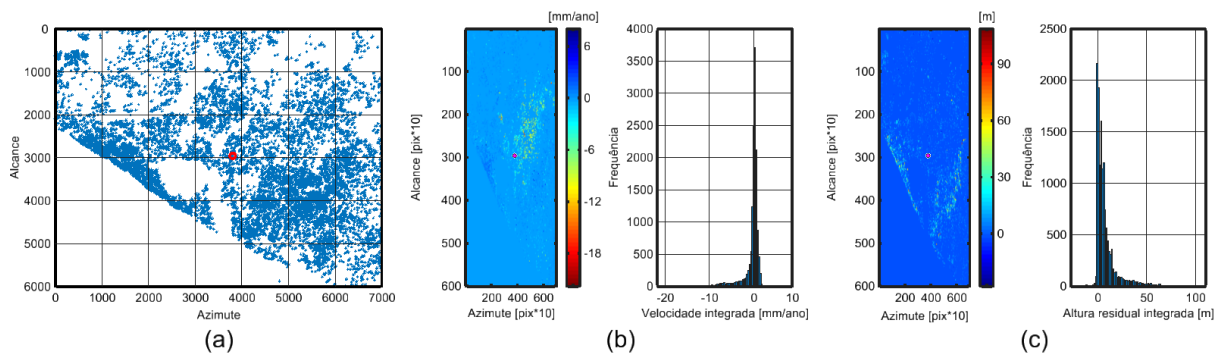 0
1000
2000
3000
4000
5000
6000
Alcance
0 1000 2000 3000 4000 5000 6000 7000
Azimute
(a)
[mm/ano]
100
200
300
400
500
600
Alcance [pix*10]
200 400 600
Azimute [pix*10]
6
0
-6
-12
-18
4000
3500
3000
2500
2000
1500
1000
500
0
Frequência
-20 -10 0 10
Velocidade integrada [mm/ano]
(b)
[m]
100
200
300
400
500
600
Alcance [pix*10]
200 400 600
Azimute [pix*10]
90
60
30
0
2500
2000
1500
1000
500
0
Frequência
0 50 100
Altura residual integrada [m]
(c)